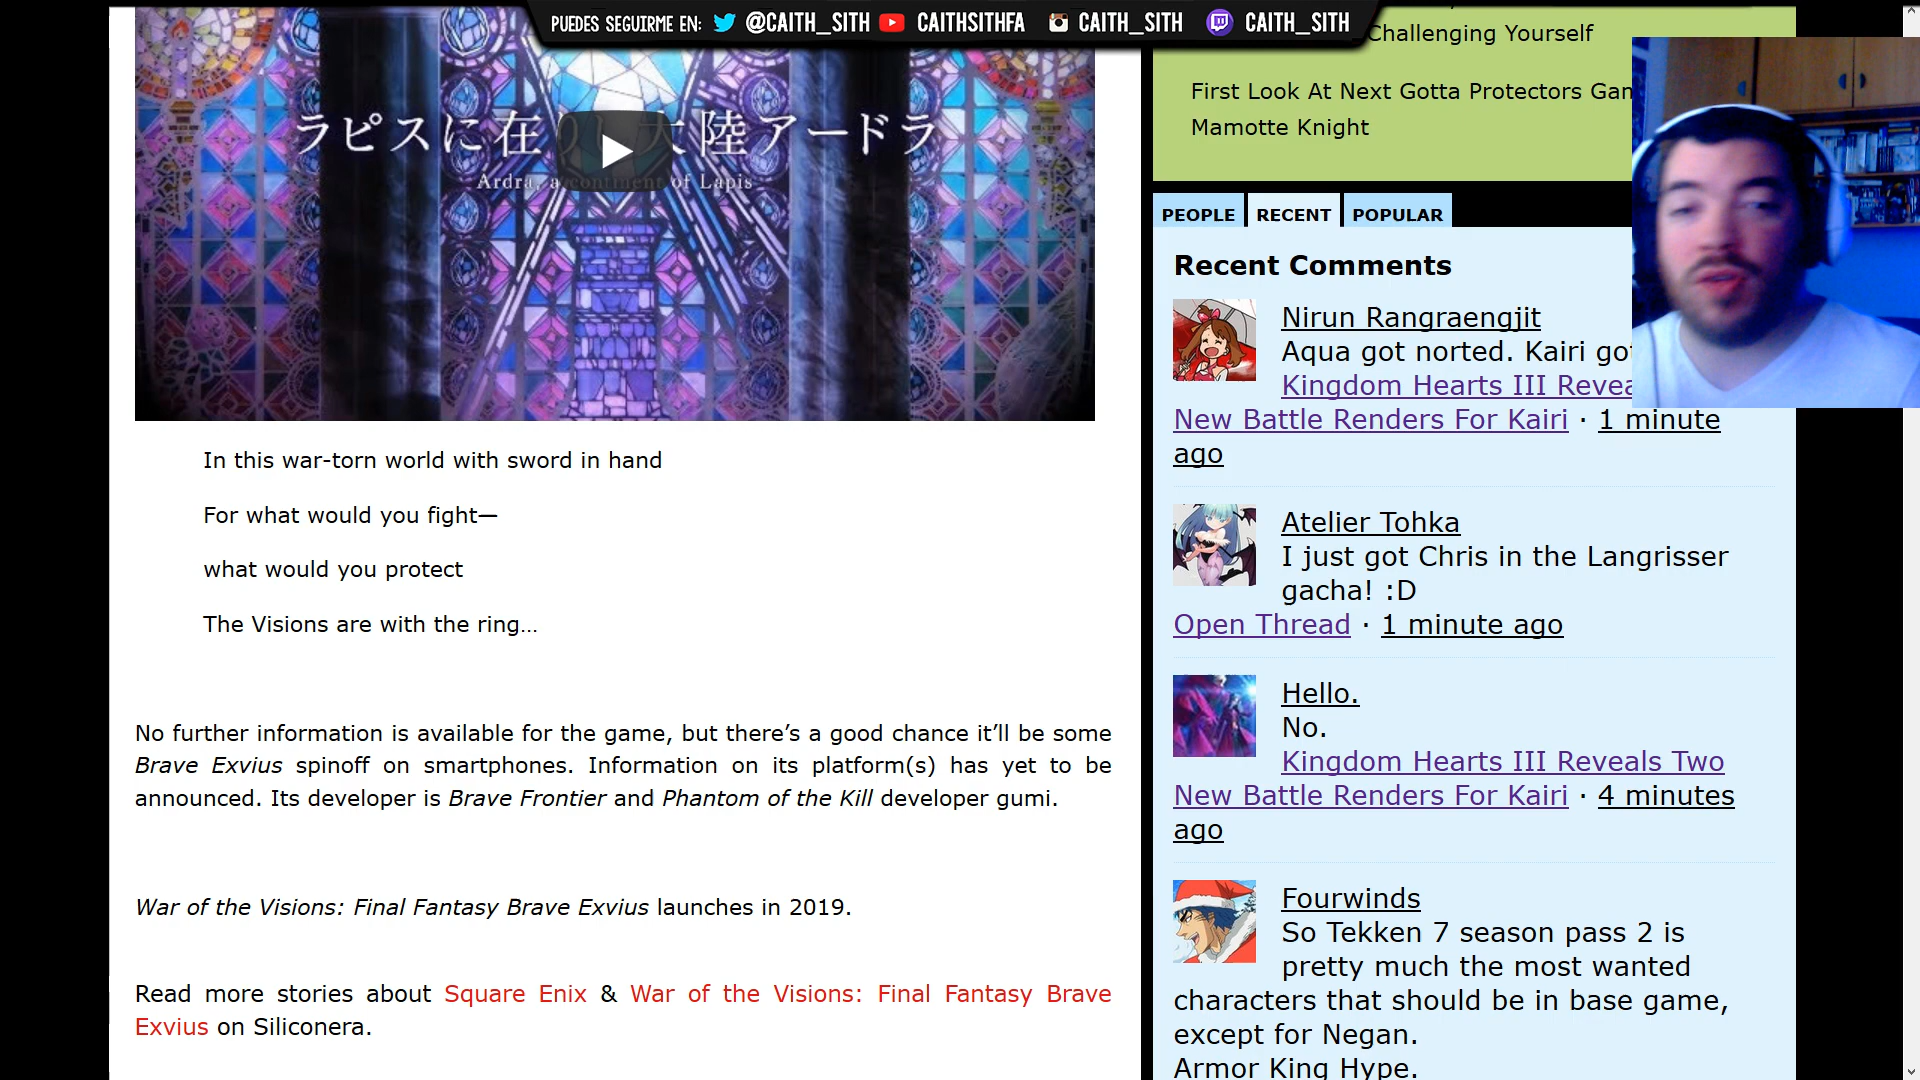 PUEDES SEGUIRME EN: @CAITH_SITH CAITHSITHFA CAITH_SITH CAITH_SITH
ラピスに在りし大陸アードラ
Ardra, a continent of Lapis
In this war-torn world with sword in hand
For what would you fight—
what would you protect
The Visions are with the ring...
No further information is available for the game, but there’s a good chance it’ll be some
Brave Exvius spinoff on smartphones. Information on its platform(s) has yet to be
announced. Its developer is Brave Frontier and Phantom of the Kill developer gumi.
War of the Visions: Final Fantasy Brave Exvius launches in 2019.
Read more stories about Square Enix & War of the Visions: Final Fantasy Brave
Exvius on Siliconera.
Challenging Yourself
First Look At Next Gotta Protectors
Mamotte Knight
PEOPLE RECENT POPULAR
Recent Comments
Nirun Rangraengjit
Aqua got norted. Kairi
Kingdom Hearts III
New Battle Renders For Kairi · 1 minute
ago
Atelier Tohka
I just got Chris in the Langrisser
gacha! :D
Open Thread · 1 minute ago
Hello.
No.
Kingdom Hearts III Reveals Two
New Battle Renders For Kairi · 4 minutes
ago
Fourwinds
So Tekken 7 season pass 2 is
pretty much the most wanted
characters that should be in base game,
except for Negan.
Armor King Hype.